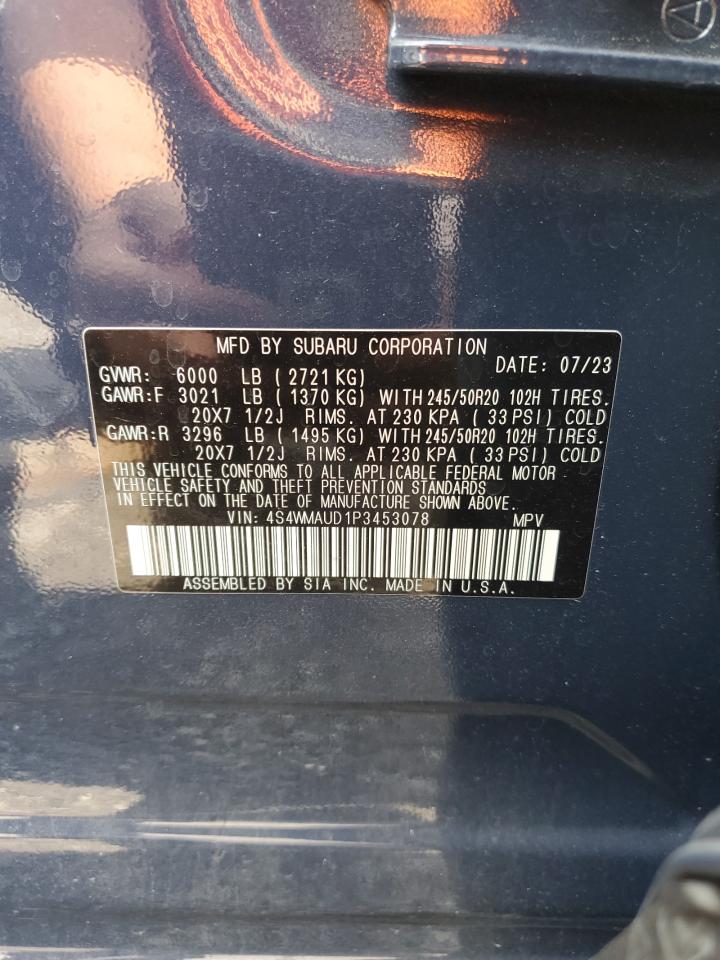 A
MFD BY SUBARU CORPORATION
DATE: 07/23
GVWR: 6000 LB ( 2721 KG)
GAWR:F 3021 LB ( 1370 KG) WITH 245/50R20 102H TIRES.
20X7 1/2J RIMS. AT 230 KPA ( 33 PSI) COLD
GAWR:R 3296 LB ( 1495 KG) WITH 245/50R20 102H TIRES.
20X7 1/2J RIMS. AT 230 KPA ( 33 PSI) COLD
THIS VEHICLE CONFORMS TO ALL APPLICABLE FEDERAL MOTOR
VEHICLE SAFETY AND THEFT PREVENTION STANDARDS
IN EFFECT ON THE DATE OF MANUFACTURE SHOWN ABOVE.
VIN: 4S4WMAUD1P3453078 MPV
ASSEMBLED BY SIA INC. MADE IN U.S.A.